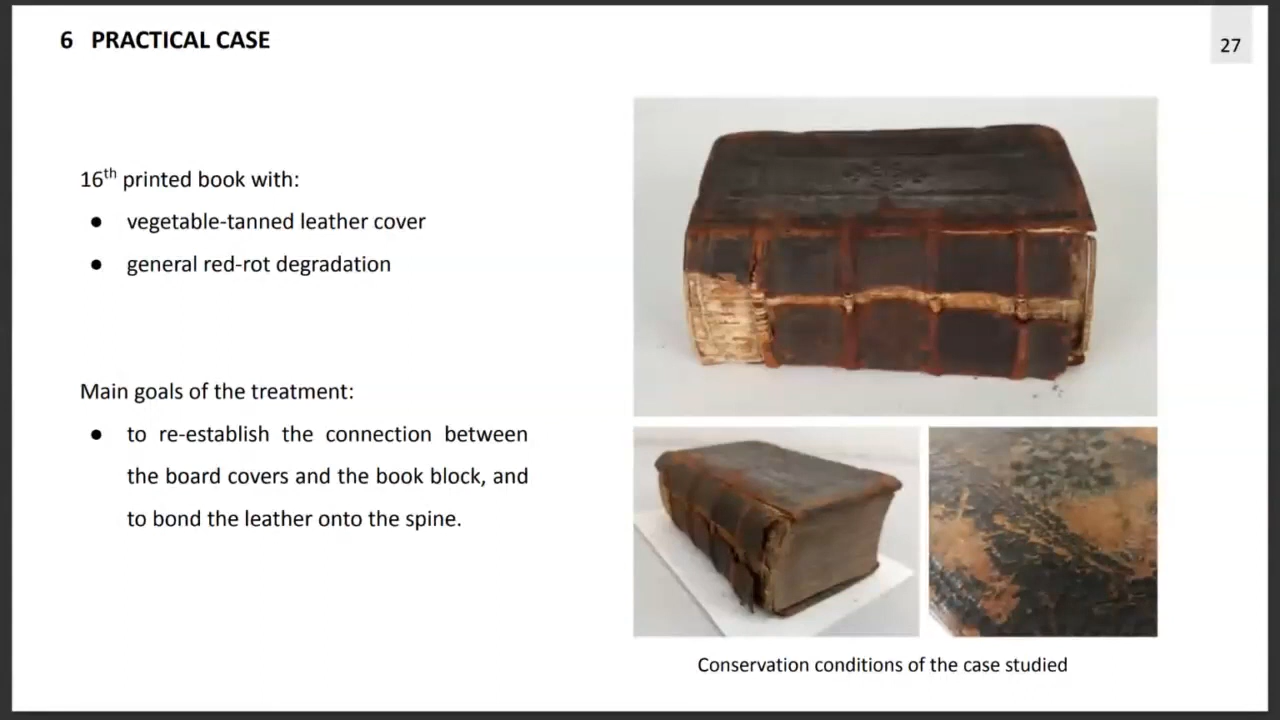 6 PRACTICAL CASE
27
16th printed book with:
● vegetable-tanned leather cover
● general red-rot degradation
Main goals of the treatment:
● to re-establish the connection between
the board covers and the book block, and
to bond the leather onto the spine.
Conservation conditions of the case studied